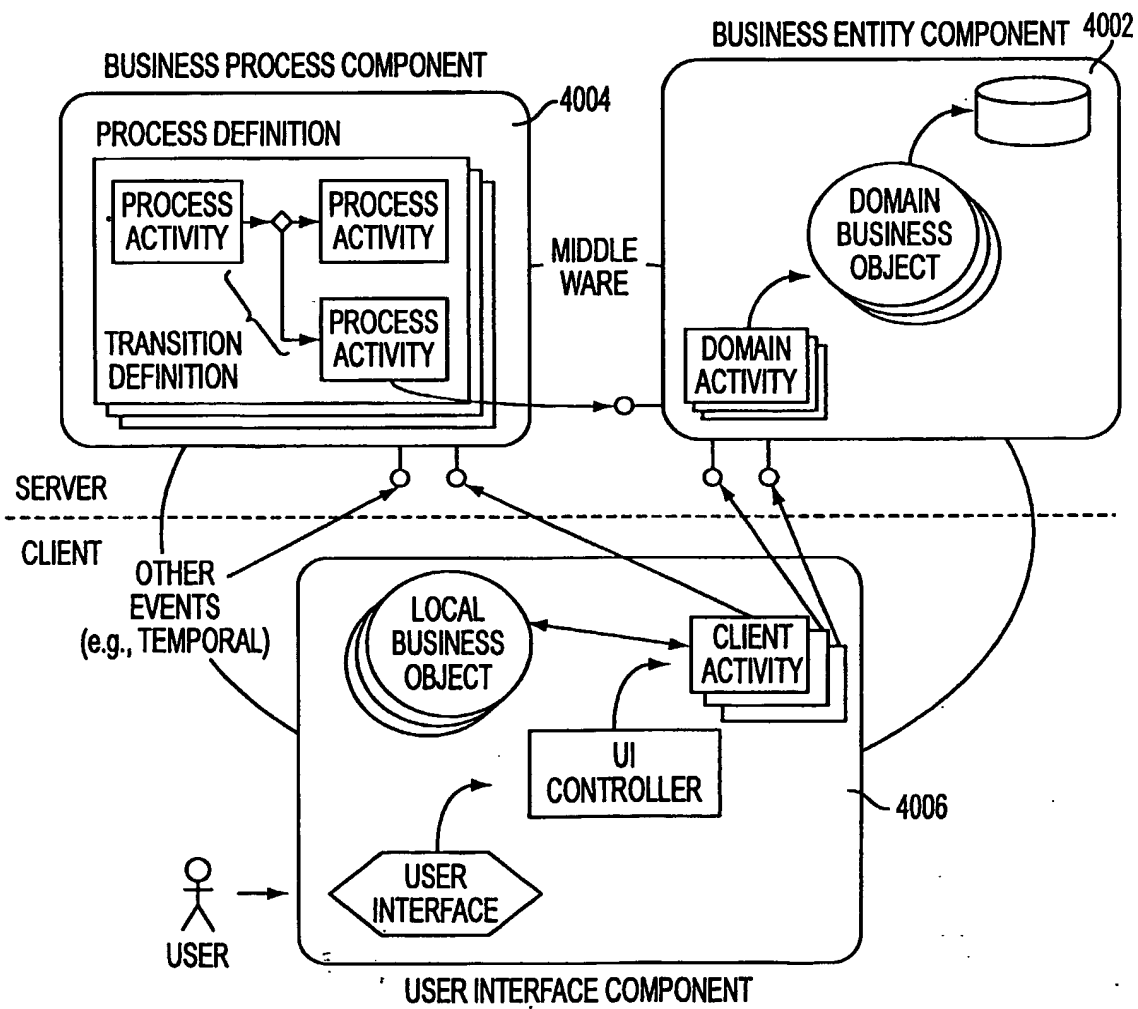 BUSINESS ENTITY COMPONENT
4002
BUSINESS PROCESS COMPONENT
4004
PROCESS DEFINITION
PROCESS
ACTIVITY
PROCESS
ACTIVITY
PROCESS
ACTIVITY
TRANSITION
DEFINITION
MIDDLE
WARE
DOMAIN
BUSINESS
OBJECT
DOMAIN
ACTIVITY
SERVER
CLIENT
OTHER
EVENTS
(e.g., TEMPORAL)
LOCAL
BUSINESS
OBJECT
CLIENT
ACTIVITY
UI
CONTROLLER
4006
USER
INTERFACE
USER
USER INTERFACE COMPONENT